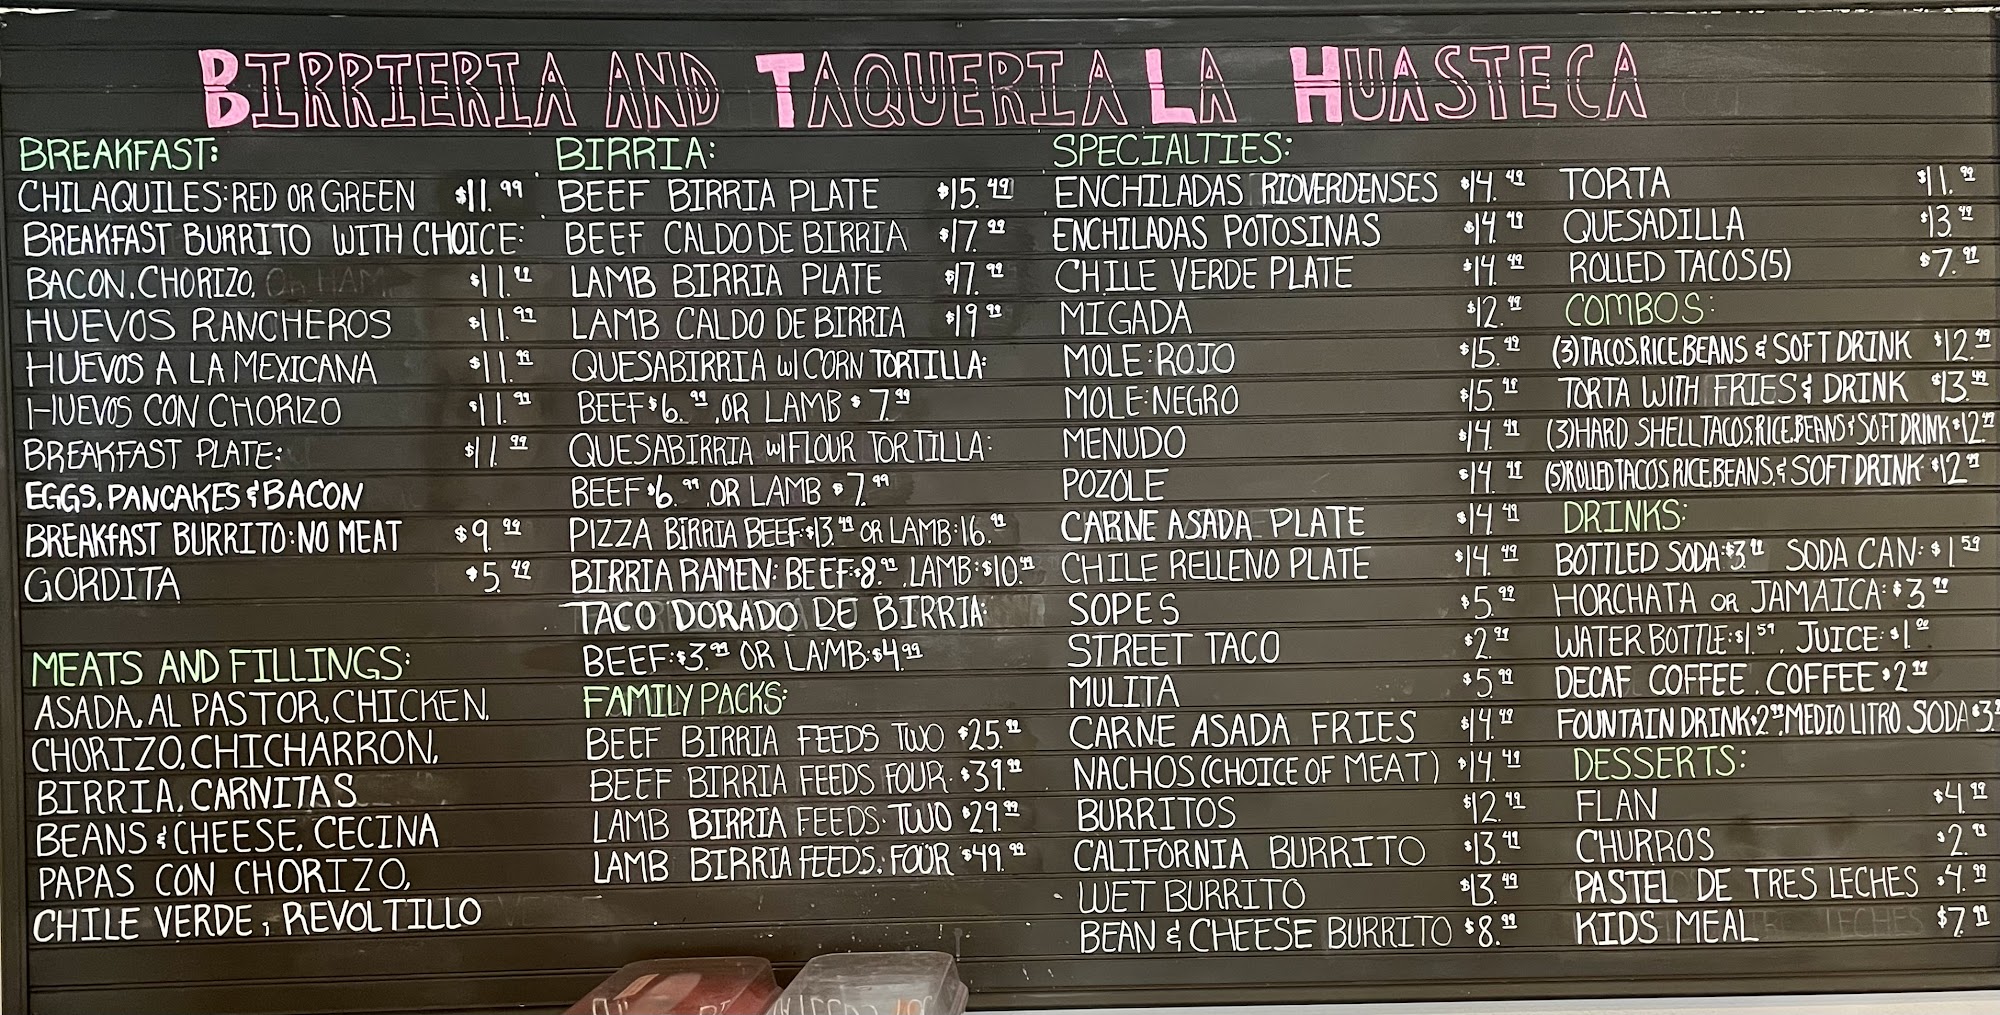 BIRRIERIA AND TAQUERIA LA HUASTECA
BREAKFAST:
CHILAQUILES: RED OR GREEN $11.99
BREAKFAST BURRITO WITH CHOICE:
BACON, CHORIZO, OR HAM $11.99
HUEVOS RANCHEROS $11.99
HUEVOS A LA MEXICANA $11.99
HUEVOS CON CHORIZO $11.99
BREAKFAST PLATE: $11.99
EGGS, PANCAKES & BACON
BREAKFAST BURRITO: NO MEAT $9.99
GORDITA $5.49
MEATS AND FILLINGS:
ASADA, AL PASTOR, CHICKEN,
CHORIZO, CHICHARRON,
BIRRIA, CARNITAS
BEANS & CHEESE, CECINA
PAPAS CON CHORIZO,
CHILE VERDE, REVOLTILLO
BIRRIA:
BEEF BIRRIA PLATE $15.49
BEEF CALDO DE BIRRIA $17.99
LAMB BIRRIA PLATE $17.99
LAMB CALDO DE BIRRIA $19.99
QUESABIRRIA W/ CORN TORTILLA:
BEEF $6.99, OR LAMB $7.99
QUESABIRRIA W/ FLOUR TORTILLA:
BEEF $6.99 OR LAMB $7.99
PIZZA BIRRIA BEEF: $13.49 OR LAMB: 16.99
BIRRIA RAMEN: BEEF: $8.99, LAMB: $10.99
TACO DORADO DE BIRRIA:
BEEF: $3.99 OR LAMB: $4.99
FAMILY PACKS:
BEEF BIRRIA FEEDS TWO $25.99
BEEF BIRRIA FEEDS FOUR $39.99
LAMB BIRRIA FEEDS TWO $29.99
LAMB BIRRIA FEEDS FOUR $49.99
SPECIALTIES:
ENCHILADAS RIOVERDENSES $14.49
ENCHILADAS POTOSINAS $14.49
CHILE VERDE PLATE $14.49
MIGADA $12.49
MOLE: ROJO $15.49
MOLE: NEGRO $15.49
MENUDO $14.49
POZOLE $14.49
CARNE ASADA PLATE $14.49
CHILE RELLENO PLATE $14.49
SOPES $5.99
STREET TACO $2.99
MULITA $5.99
CARNE ASADA FRIES $14.49
NACHOS (CHOICE OF MEAT) $14.49
BURRITOS $12.49
CALIFORNIA BURRITO $13.49
WET BURRITO $13.49
BEAN & CHEESE BURRITO $8.99
TORTA $11.99
QUESADILLA $13.49
ROLLED TACOS (5) $7.99
COMBOS:
(3) TACOS, RICE, BEANS & SOFT DRINK $12.49
TORTA WITH FRIES & DRINK $13.49
(3) HARD SHELL TACOS, RICE, BEANS & SOFT DRINK $12.49
(5) ROLLED TACOS, RICE, BEANS, & SOFT DRINK $12.99
DRINKS:
BOTTLED SODA: $3. SODA CAN: $1.59
HORCHATA OR JAMAICA: $3.99
WATER BOTTLE: $1.59, JUICE: $1.00
DECAF COFFEE, COFFEE $2.99
FOUNTAIN DRINK $2.99, MEDIO LITRO SODA $3.
DESSERTS:
FLAN $4.99
CHURROS $2.99
PASTEL DE TRES LECHES $4.99
KIDS MEAL $7.99